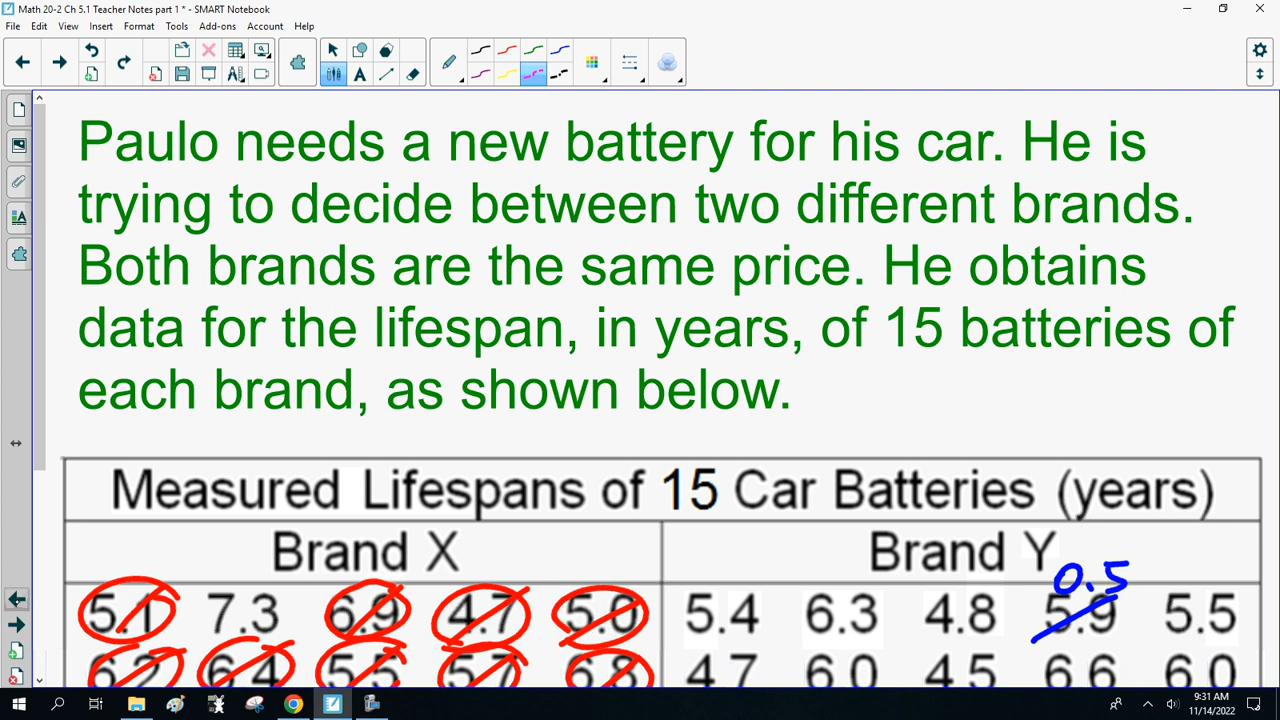 Math 20-2 Ch 5.1 Teacher Notes part 1 * - SMART Notebook
File Edit View Insert Format Tools Add-ons Account Help
Paulo needs a new battery for his car. He is
trying to decide between two different brands.
Both brands are the same price. He obtains
data for the lifespan, in years, of 15 batteries of
each brand, as shown below.
Measured Lifespans of 15 Car Batteries (years)
Brand X Brand Y
0.5
5.1 7.3 6.9 4.7 5.0 5.4 6.3 4.8 5.9 5.5
6.2 6.4 5.5 5.7 6.8 4.7 6.0 4.5 6.6 6.0
9:31 AM
11/14/2022